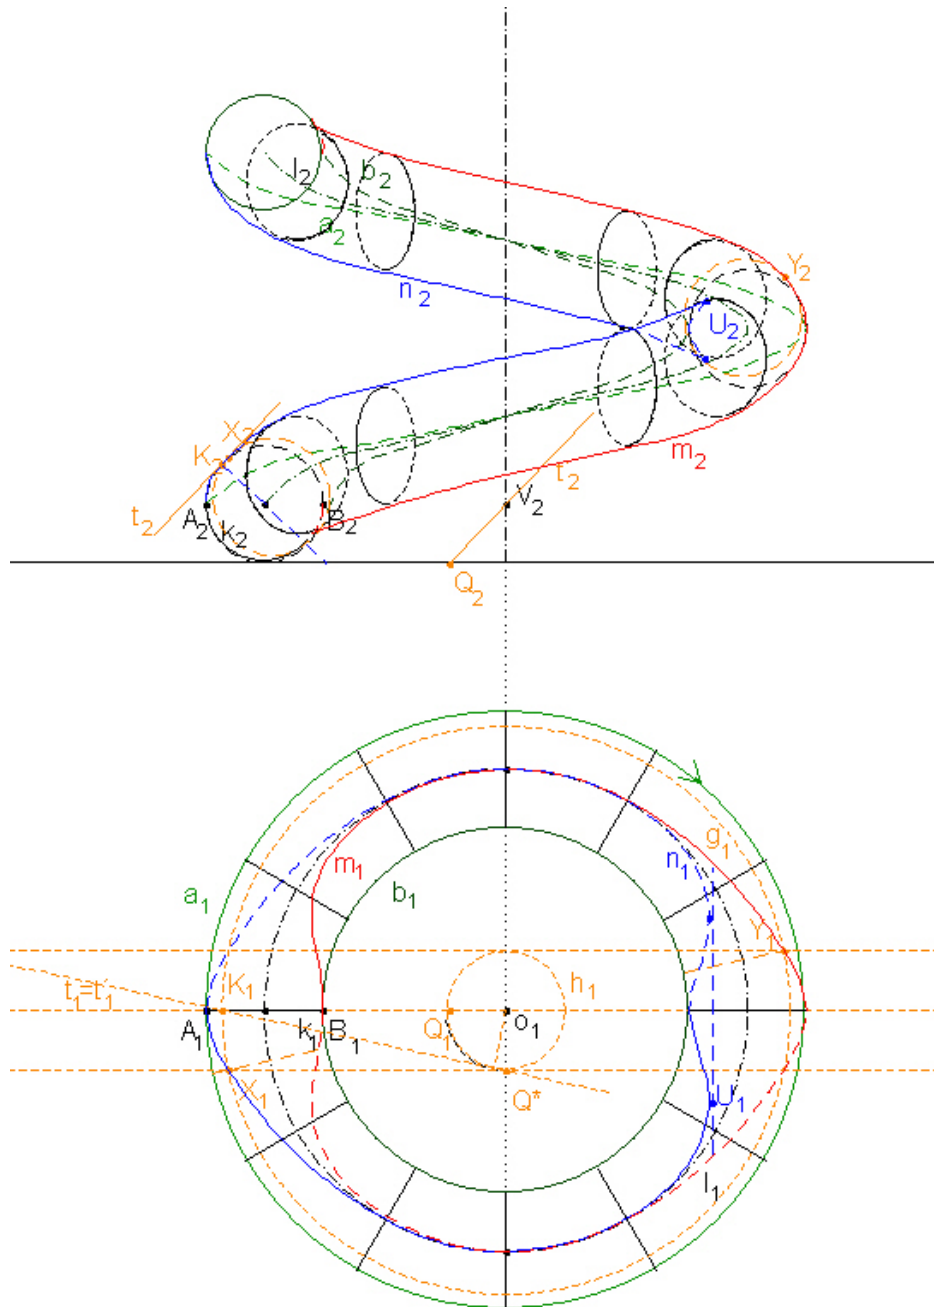 l₂
b₂
a₂
n₂
Y₂
U₂
X₂
K₂
m₂
t₂
t₂
A₂
k₂
B₂
V₂
Q₂
g₁
m₁
n₁
a₁
b₁
Y₁
t₁=t'₁
K₁
h₁
A₁
k₁
B₁
Q₁
o₁
X₁
Q*
U₁
l₁